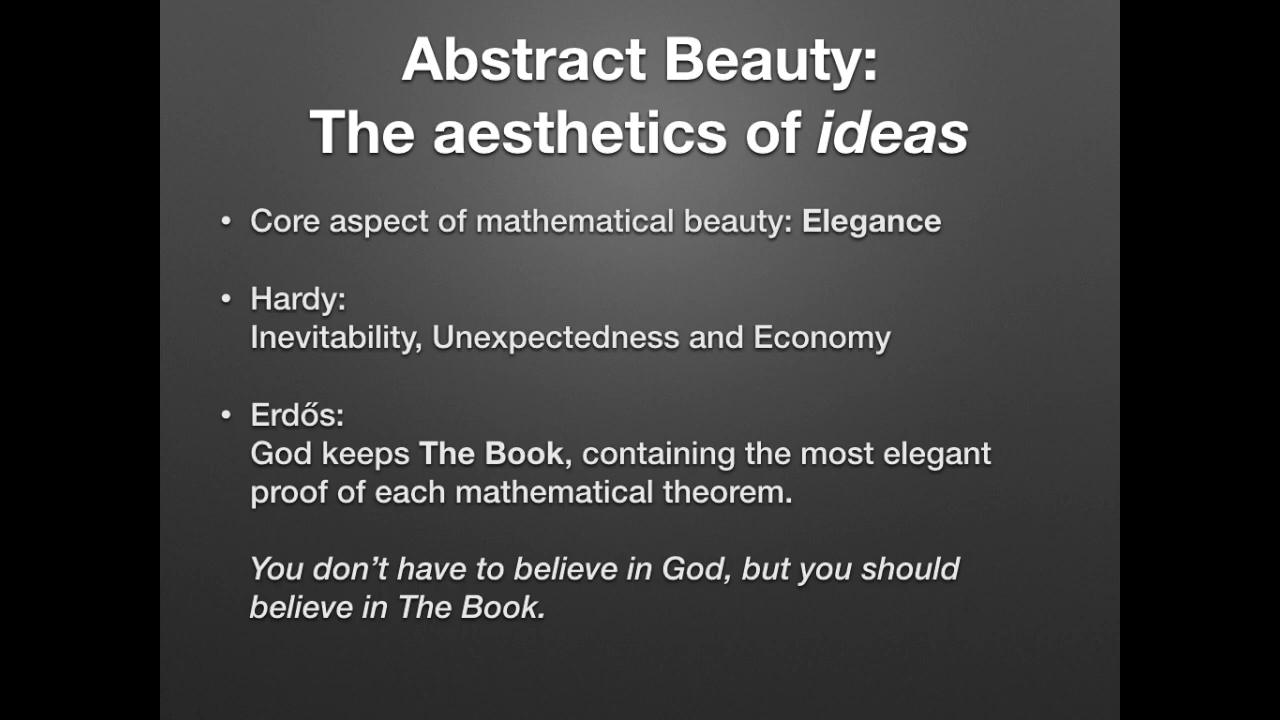 Abstract Beauty:
The aesthetics of ideas
• Core aspect of mathematical beauty: Elegance
• Hardy:
Inevitability, Unexpectedness and Economy
• Erdős:
God keeps The Book, containing the most elegant
proof of each mathematical theorem.
You don’t have to believe in God, but you should
believe in The Book.